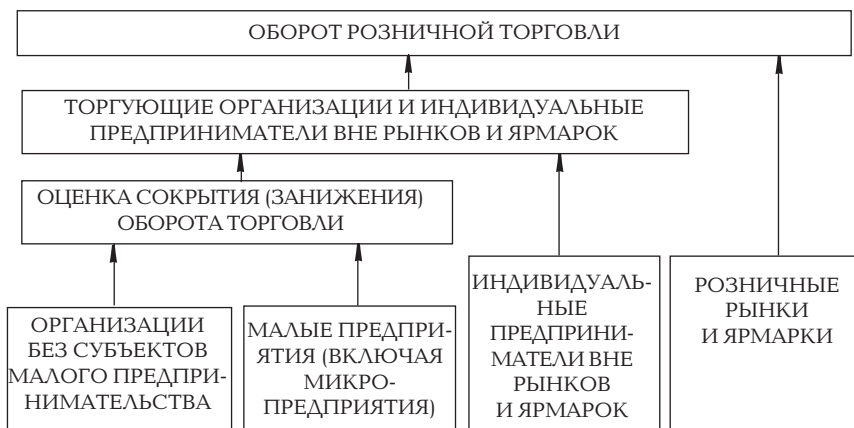 ОБОРОТ РОЗНИЧНОЙ ТОРГОВЛИ
ТОРГУЮЩИЕ ОРГАНИЗАЦИИ И ИНДИВИДУАЛЬНЫЕ
ПРЕДПРИНИМАТЕЛИ ВНЕ РЫНКОВ И ЯРМАРОК
ОЦЕНКА СОКРЫТИЯ (ЗАНИЖЕНИЯ)
ОБОРОТА ТОРГОВЛИ
ОРГАНИЗАЦИИ
БЕЗ СУБЪЕКТОВ
МАЛОГО ПРЕДПРИ-
НИМАТЕЛЬСТВА
МАЛЫЕ ПРЕДПРИ-
ЯТИЯ (ВКЛЮЧАЯ
МИКРО-
ПРЕДПРИЯТИЯ)
ИНДИВИДУАЛЬ-
НЫЕ
ПРЕДПРИНИ-
МАТЕЛИ ВНЕ
РЫНКОВ
И ЯРМАРОК
РОЗНИЧНЫЕ
РЫНКИ
И ЯРМАРКИ